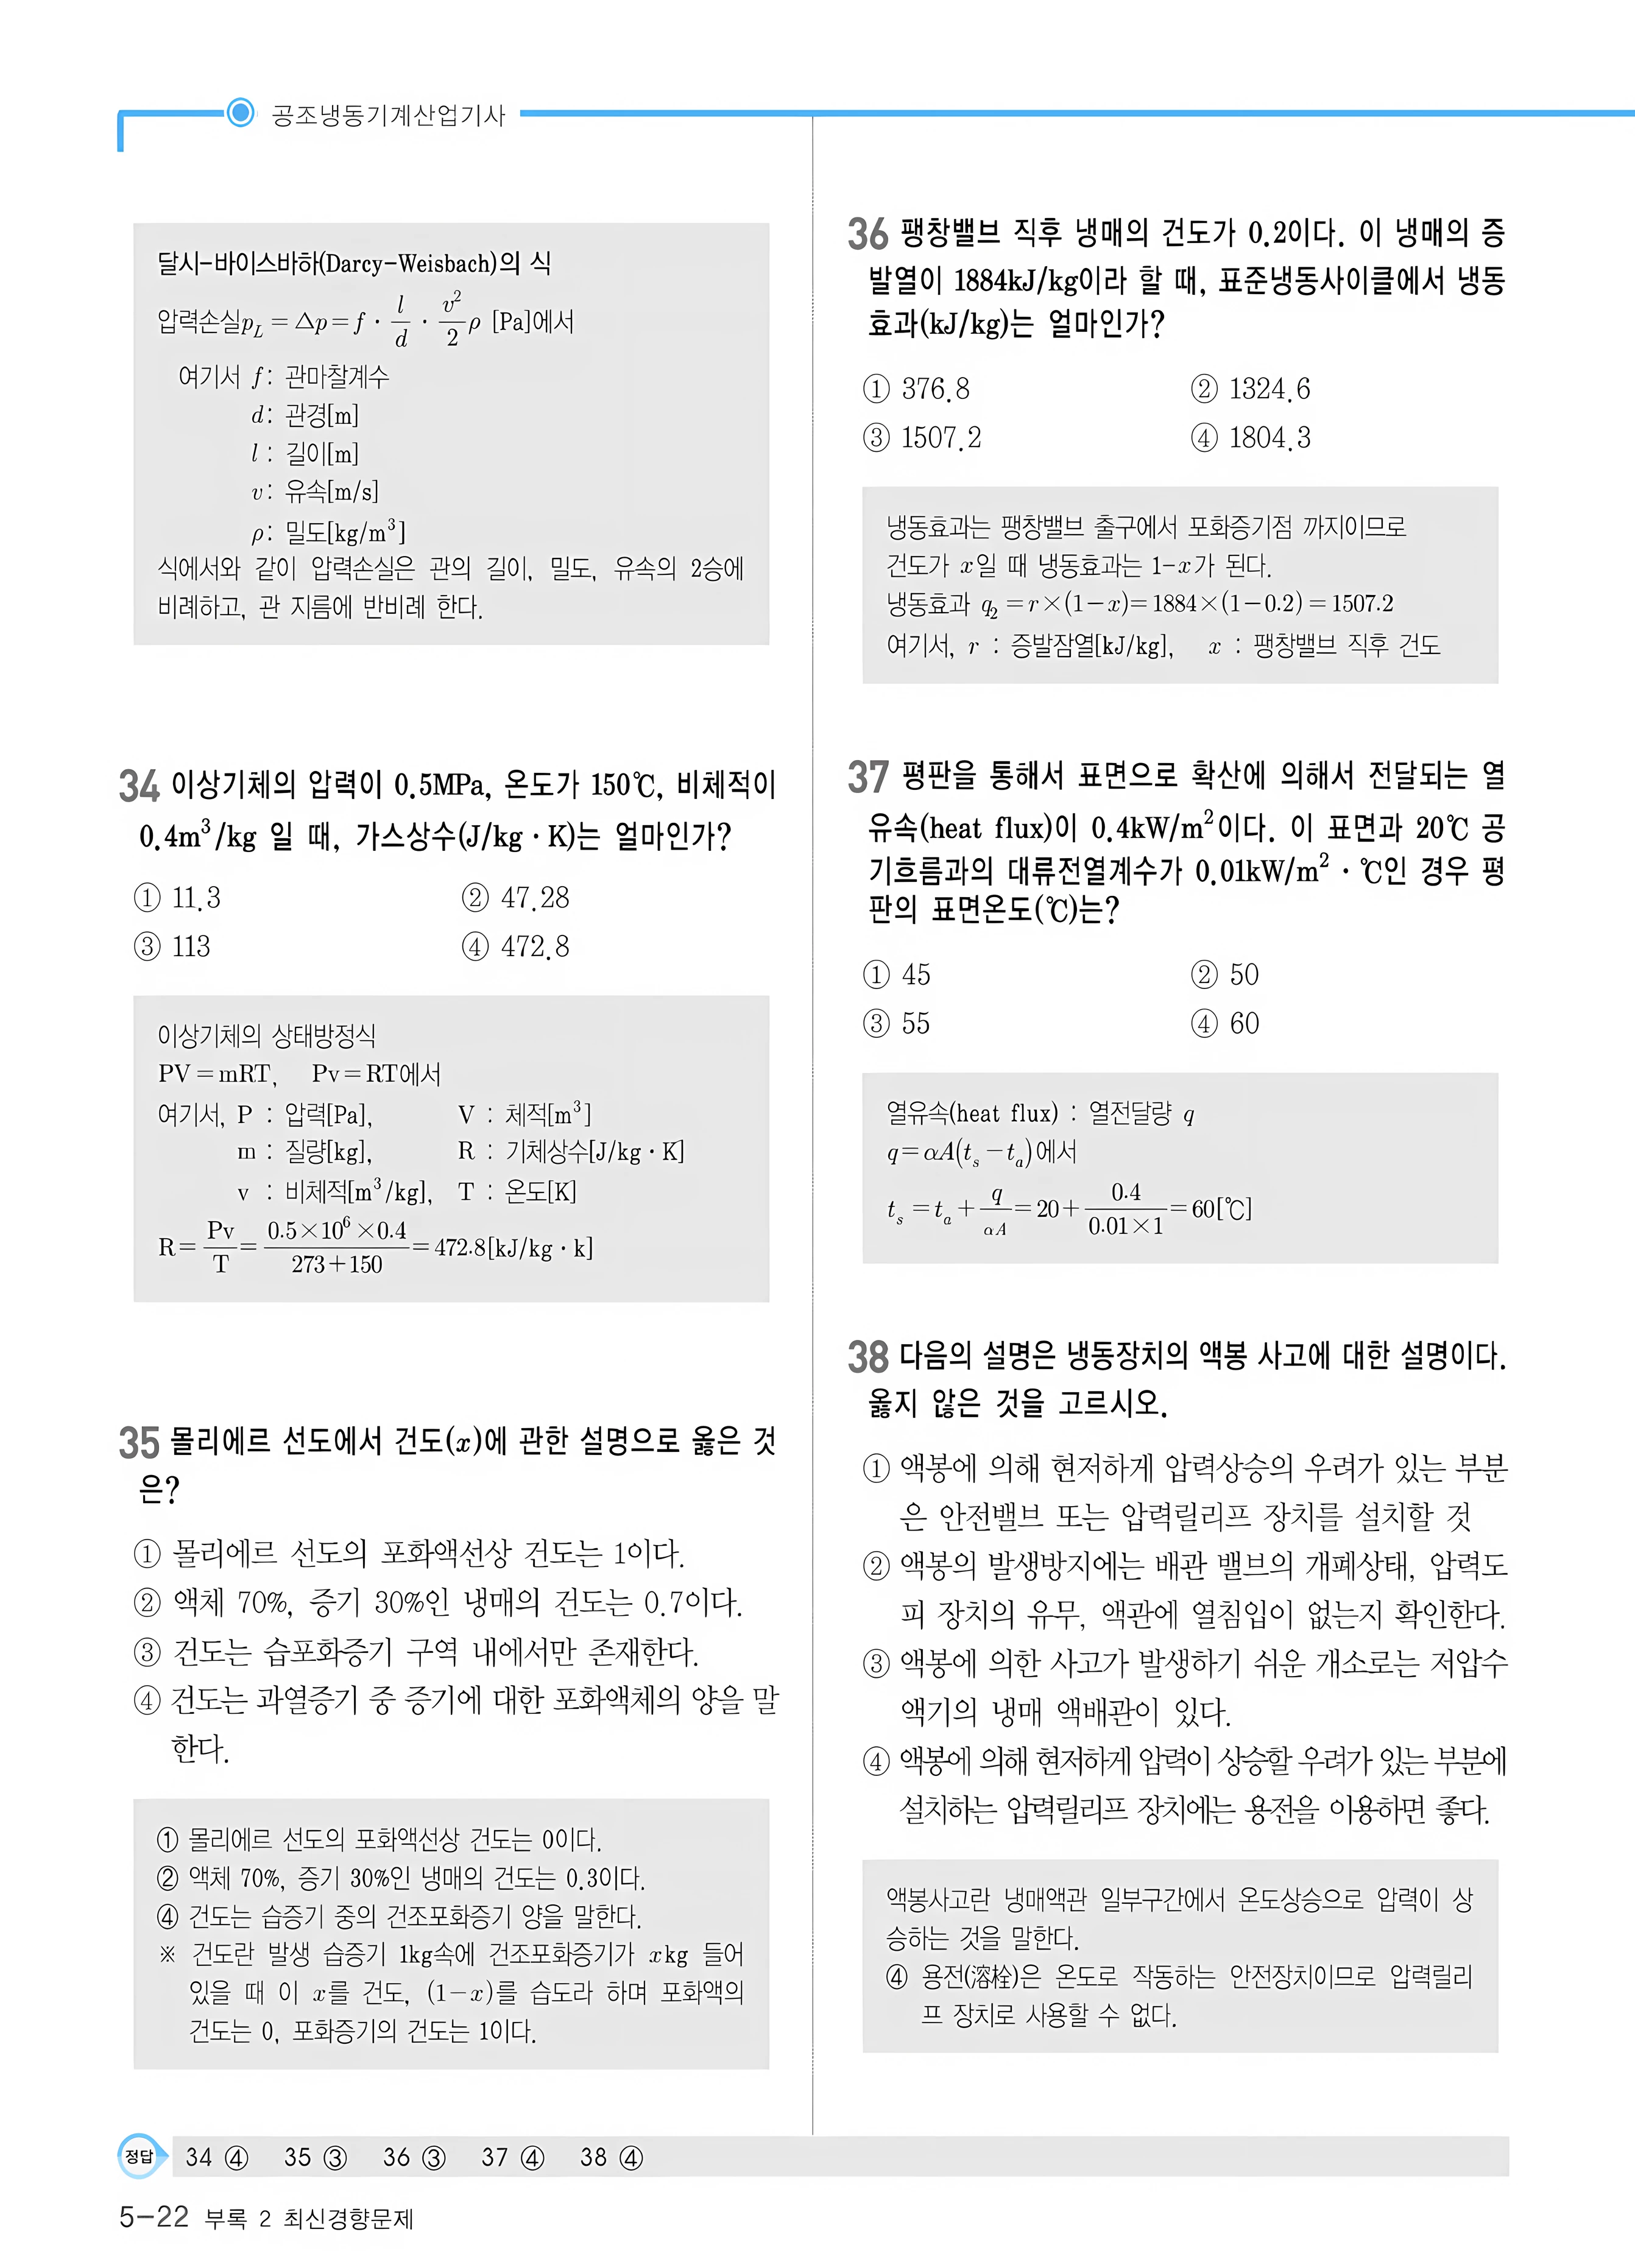 공조냉동기계산업기사
달시-바이스바하(Darcy-Weisbach)의 식
압력손실 p_L = △p = f · l/d · v²/2 ρ [Pa]에서
여기서 f : 관마찰계수
d : 관경[m]
l : 길이[m]
v : 유속[m/s]
ρ : 밀도[kg/m³]
식에서와 같이 압력손실은 관의 길이, 밀도, 유속의 2승에
비례하고, 관 지름에 반비례 한다.
34 이상기체의 압력이 0.5MPa, 온도가 150℃, 비체적이
0.4m³/kg 일 때, 가스상수(J/kg · K)는 얼마인가?
① 11.3 ② 47.28
③ 113 ④ 472.8
이상기체의 상태방정식
PV = mRT, Pv = RT에서
여기서, P : 압력[Pa], V : 체적[m³]
m : 질량[kg], R : 기체상수[J/kg · K]
v : 비체적[m³/kg], T : 온도[K]
R = Pv/T = (0.5×10⁶×0.4)/(273+150) = 472.8[kJ/kg · k]
35 몰리에르 선도에서 건도(x)에 관한 설명으로 옳은 것
은?
① 몰리에르 선도의 포화액선상 건도는 1이다.
② 액체 70%, 증기 30%인 냉매의 건도는 0.7이다.
③ 건도는 습포화증기 구역 내에서만 존재한다.
④ 건도는 과열증기 중 증기에 대한 포화액체의 양을 말
한다.
① 몰리에르 선도의 포화액선상 건도는 0이다.
② 액체 70%, 증기 30%인 냉매의 건도는 0.3이다.
④ 건도는 습증기 중의 건조포화증기 양을 말한다.
※ 건도란 발생 습증기 1kg속에 건조포화증기가 xkg 들어
있을 때 이 x를 건도, (1-x)를 습도라 하며 포화액의
건도는 0, 포화증기의 건도는 1이다.
36 팽창밸브 직후 냉매의 건도가 0.2이다. 이 냉매의 증
발열이 1884kJ/kg이라 할 때, 표준냉동사이클에서 냉동
효과(kJ/kg)는 얼마인가?
① 376.8 ② 1324.6
③ 1507.2 ④ 1804.3
냉동효과는 팽창밸브 출구에서 포화증기점 까지이므로
건도가 x일 때 냉동효과는 1-x가 된다.
냉동효과 q₂ = r×(1-x) = 1884×(1-0.2) = 1507.2
여기서, r : 증발잠열[kJ/kg], x : 팽창밸브 직후 건도
37 평판을 통해서 표면으로 확산에 의해서 전달되는 열
유속(heat flux)이 0.4kW/m²이다. 이 표면과 20℃ 공
기흐름과의 대류전열계수가 0.01kW/m² · ℃인 경우 평
판의 표면온도(℃)는?
① 45 ② 50
③ 55 ④ 60
열유속(heat flux) : 열전달량 q
q = αA(t_s - t_a)에서
t_s = t_a + q/αA = 20 + 0.4/(0.01×1) = 60[℃]
38 다음의 설명은 냉동장치의 액봉 사고에 대한 설명이다.
옳지 않은 것을 고르시오.
① 액봉에 의해 현저하게 압력상승의 우려가 있는 부분
은 안전밸브 또는 압력릴리프 장치를 설치할 것
② 액봉의 발생방지에는 배관 밸브의 개폐상태, 압력도
피 장치의 유무, 액관에 열침입이 없는지 확인한다.
③ 액봉에 의한 사고가 발생하기 쉬운 개소로는 저압수
액기의 냉매 액배관이 있다.
④ 액봉에 의해 현저하게 압력이 상승할 우려가 있는 부분에
설치하는 압력릴리프 장치에는 용전을 이용하면 좋다.
액봉사고란 냉매액관 일부구간에서 온도상승으로 압력이 상
승하는 것을 말한다.
④ 용전(溶栓)은 온도로 작동하는 안전장치이므로 압력릴리
프 장치로 사용할 수 없다.
정답 34 ④ 35 ③ 36 ③ 37 ④ 38 ④
5-22 부록 2 최신경향문제